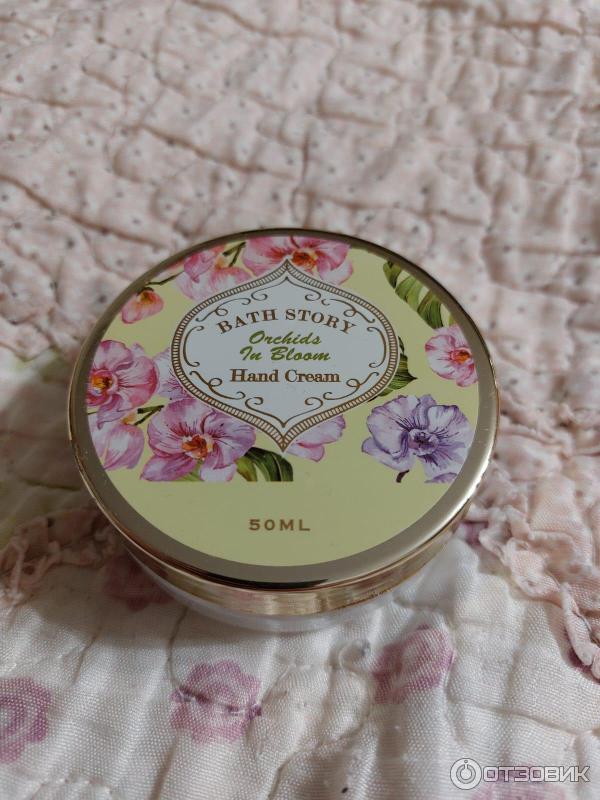 BATH STORY
Orchids
In Bloom
Hand Cream
50ML
ОТЗОВИК